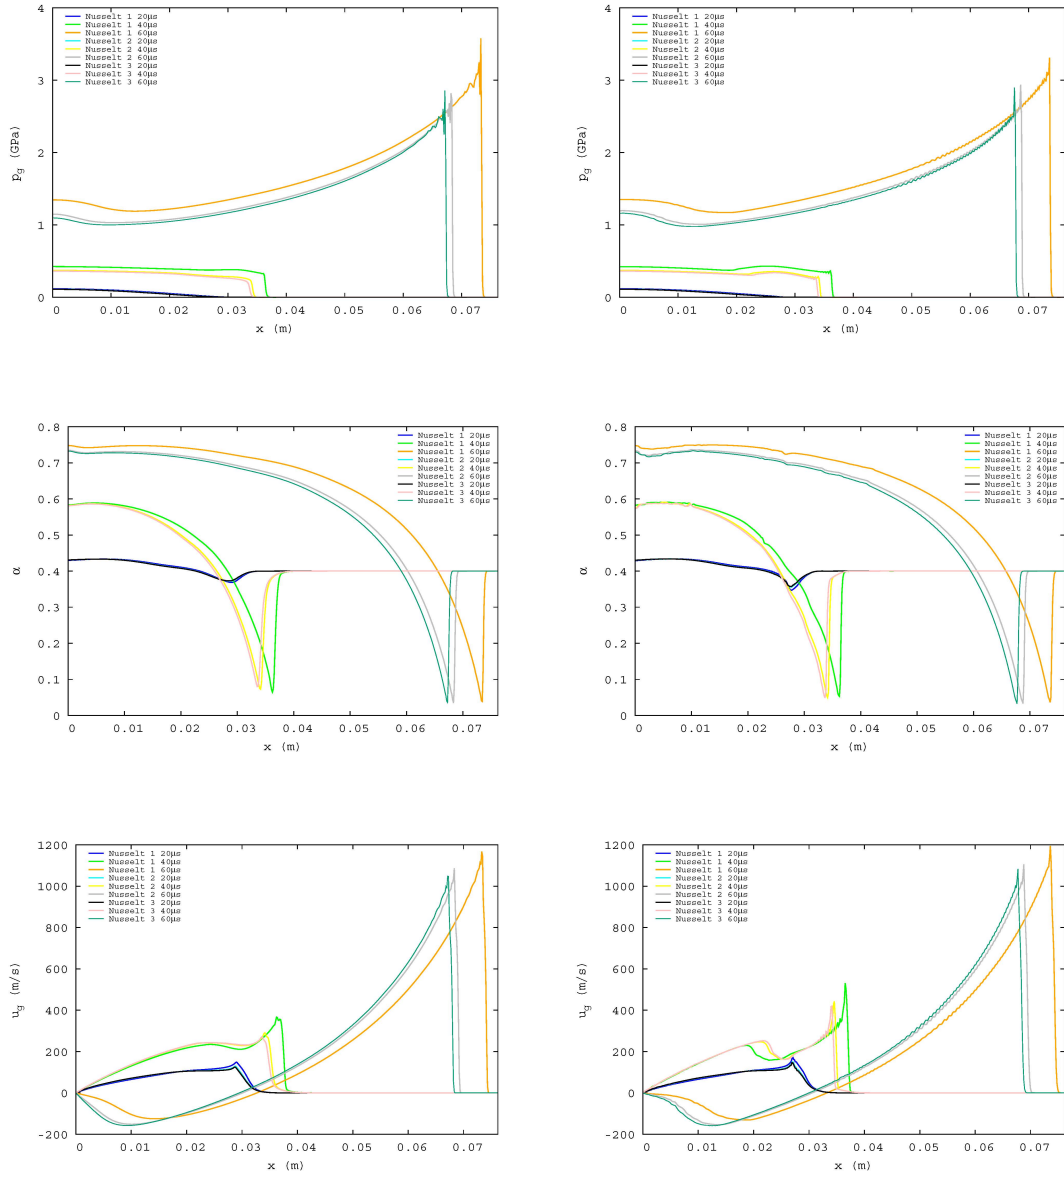 4
3
2
1
0
p_g (GPa)
Nusselt 1 20µs
Nusselt 1 40µs
Nusselt 1 60µs
Nusselt 2 20µs
Nusselt 2 40µs
Nusselt 2 60µs
Nusselt 3 20µs
Nusselt 3 40µs
Nusselt 3 60µs
0 0.01 0.02 0.03 0.04 0.05 0.06 0.07
x (m)
4
3
2
1
0
p_g (GPa)
Nusselt 1 20µs
Nusselt 1 40µs
Nusselt 1 60µs
Nusselt 2 20µs
Nusselt 2 40µs
Nusselt 2 60µs
Nusselt 3 20µs
Nusselt 3 40µs
Nusselt 3 60µs
0 0.01 0.02 0.03 0.04 0.05 0.06 0.07
x (m)
0.8
0.7
0.6
0.5
0.4
0.3
0.2
0.1
0
α
Nusselt 1 20µs
Nusselt 1 40µs
Nusselt 1 60µs
Nusselt 2 20µs
Nusselt 2 40µs
Nusselt 2 60µs
Nusselt 3 20µs
Nusselt 3 40µs
Nusselt 3 60µs
0 0.01 0.02 0.03 0.04 0.05 0.06 0.07
x (m)
0.8
0.7
0.6
0.5
0.4
0.3
0.2
0.1
0
α
Nusselt 1 20µs
Nusselt 1 40µs
Nusselt 1 60µs
Nusselt 2 20µs
Nusselt 2 40µs
Nusselt 2 60µs
Nusselt 3 20µs
Nusselt 3 40µs
Nusselt 3 60µs
0 0.01 0.02 0.03 0.04 0.05 0.06 0.07
x (m)
1200
1000
800
600
400
200
0
-200
u_g (m/s)
Nusselt 1 20µs
Nusselt 1 40µs
Nusselt 1 60µs
Nusselt 2 20µs
Nusselt 2 40µs
Nusselt 2 60µs
Nusselt 3 20µs
Nusselt 3 40µs
Nusselt 3 60µs
0 0.01 0.02 0.03 0.04 0.05 0.06 0.07
x (m)
1200
1000
800
600
400
200
0
-200
u_g (m/s)
Nusselt 1 20µs
Nusselt 1 40µs
Nusselt 1 60µs
Nusselt 2 20µs
Nusselt 2 40µs
Nusselt 2 60µs
Nusselt 3 20µs
Nusselt 3 40µs
Nusselt 3 60µs
0 0.01 0.02 0.03 0.04 0.05 0.06 0.07
x (m)